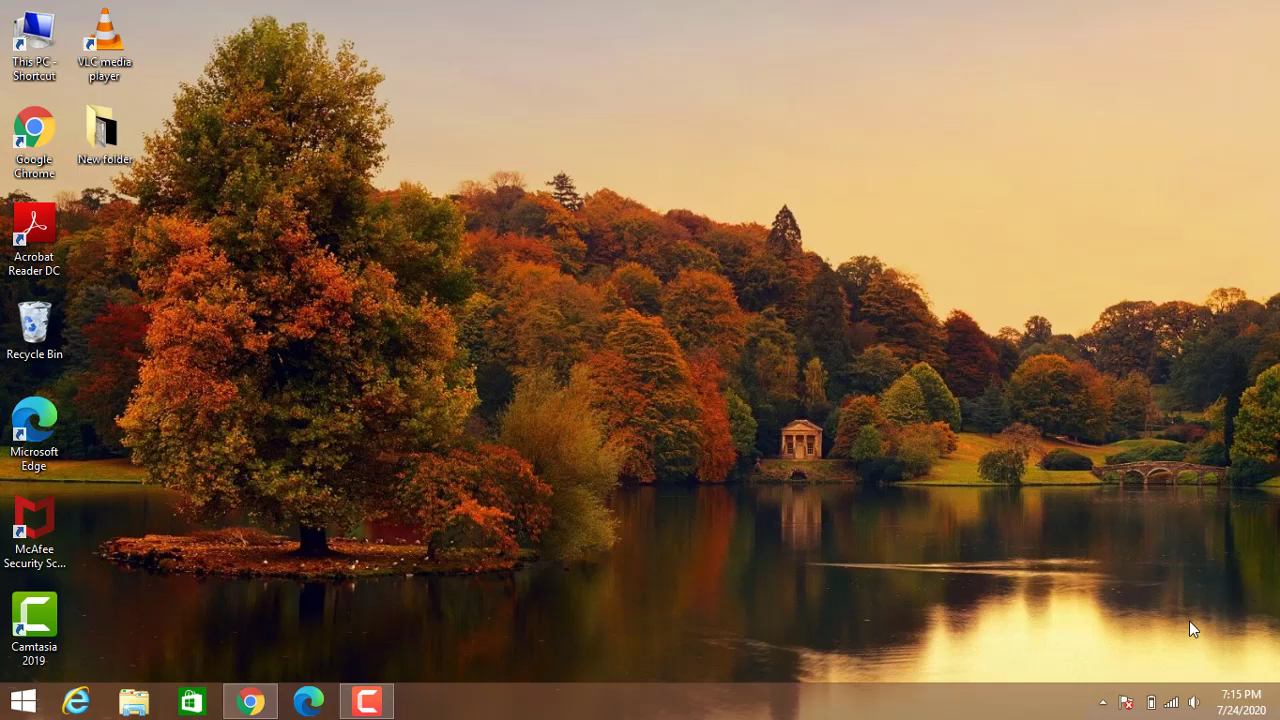 This PC -
Shortcut
VLC media
player
Google
Chrome
New folder
Acrobat
Reader DC
Recycle Bin
Microsoft
Edge
McAfee
Security Sc...
Camtasia
2019
7:15 PM
7/24/2020